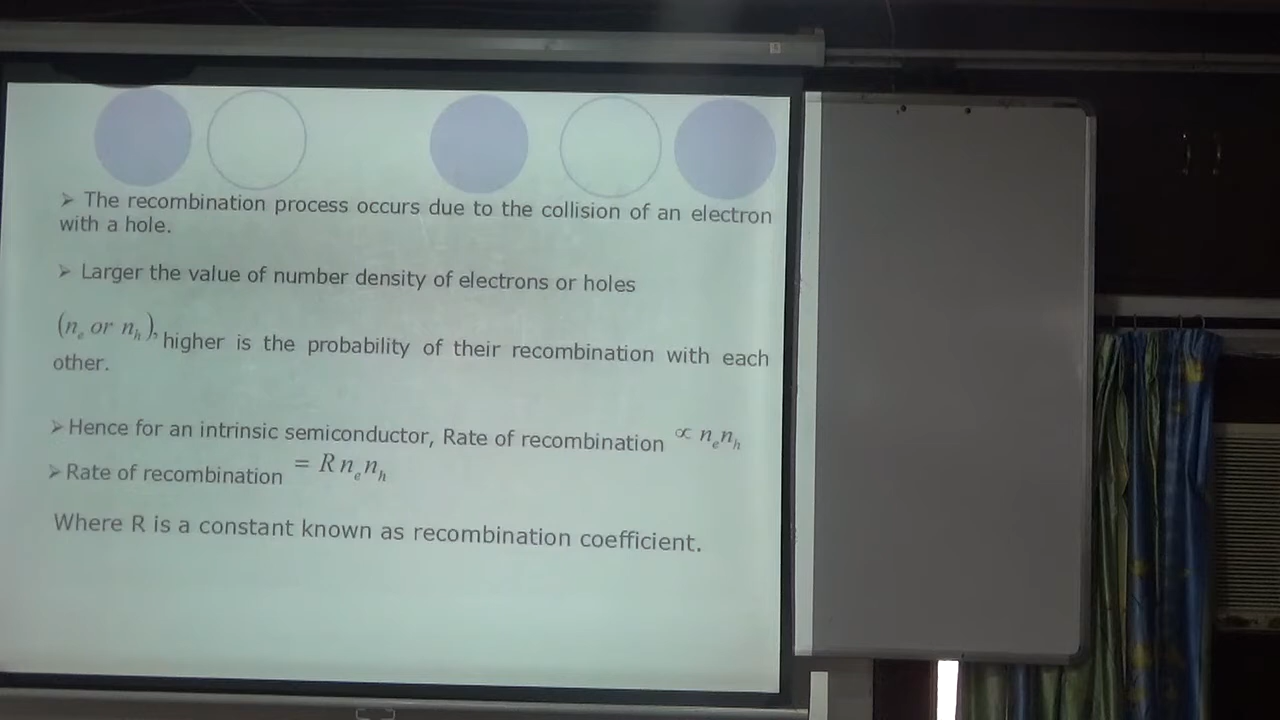 ➢ The recombination process occurs due to the collision of an electron
with a hole.
➢ Larger the value of number density of electrons or holes
(nₑ or nₕ), higher is the probability of their recombination with each
other.
➢Hence for an intrinsic semiconductor, Rate of recombination ∝ nₑnₕ
➢Rate of recombination = R nₑnₕ
Where R is a constant known as recombination coefficient.